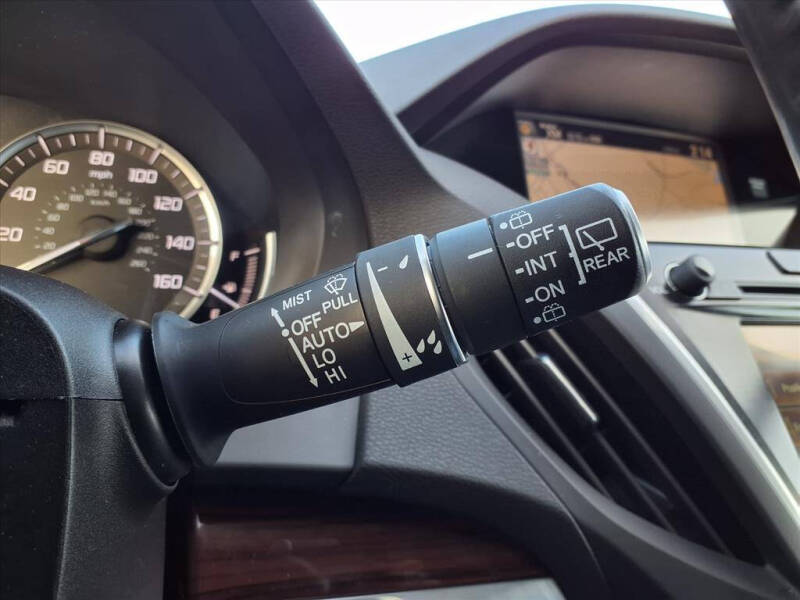 80
60
100
mph
40
120
20
140
160
MIST
PULL
OFF
AUTO
LO
HI
-
+
OFF
INT
ON
REAR
F